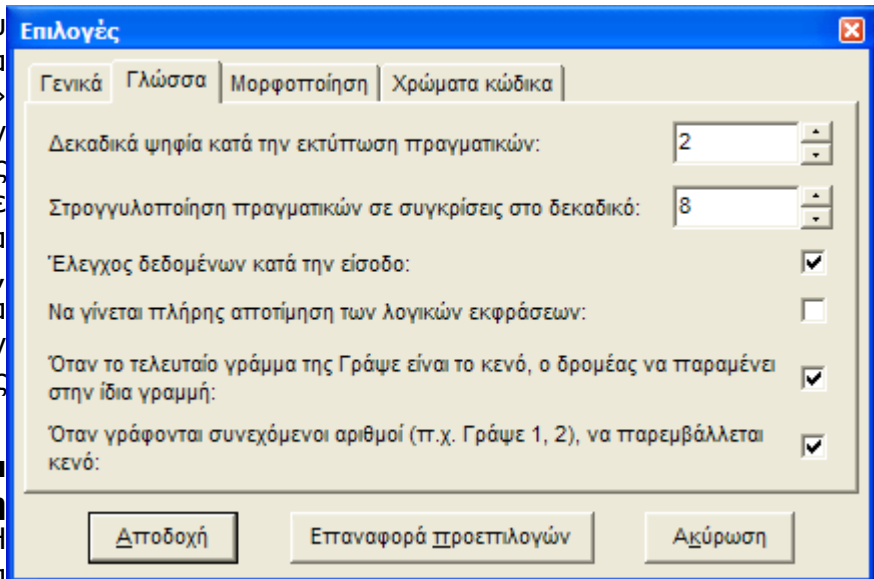 Επιλογές
Γενικά Γλώσσα Μορφοποίηση Χρώματα κώδικα
Δεκαδικά ψηφία κατά την εκτύπωση πραγματικών: 2
Στρογγυλοποίηση πραγματικών σε συγκρίσεις στο δεκαδικό: 8
Έλεγχος δεδομένων κατά την είσοδο:
Να γίνεται πλήρης αποτίμηση των λογικών εκφράσεων:
Όταν το τελευταίο γράμμα της Γράψε είναι το κενό, ο δρομέας να παραμένει
στην ίδια γραμμή:
Όταν γράφονται συνεχόμενοι αριθμοί (π.χ. Γράψε 1, 2), να παρεμβάλλεται
κενό:
Αποδοχή Επαναφορά προεπιλογών Ακύρωση